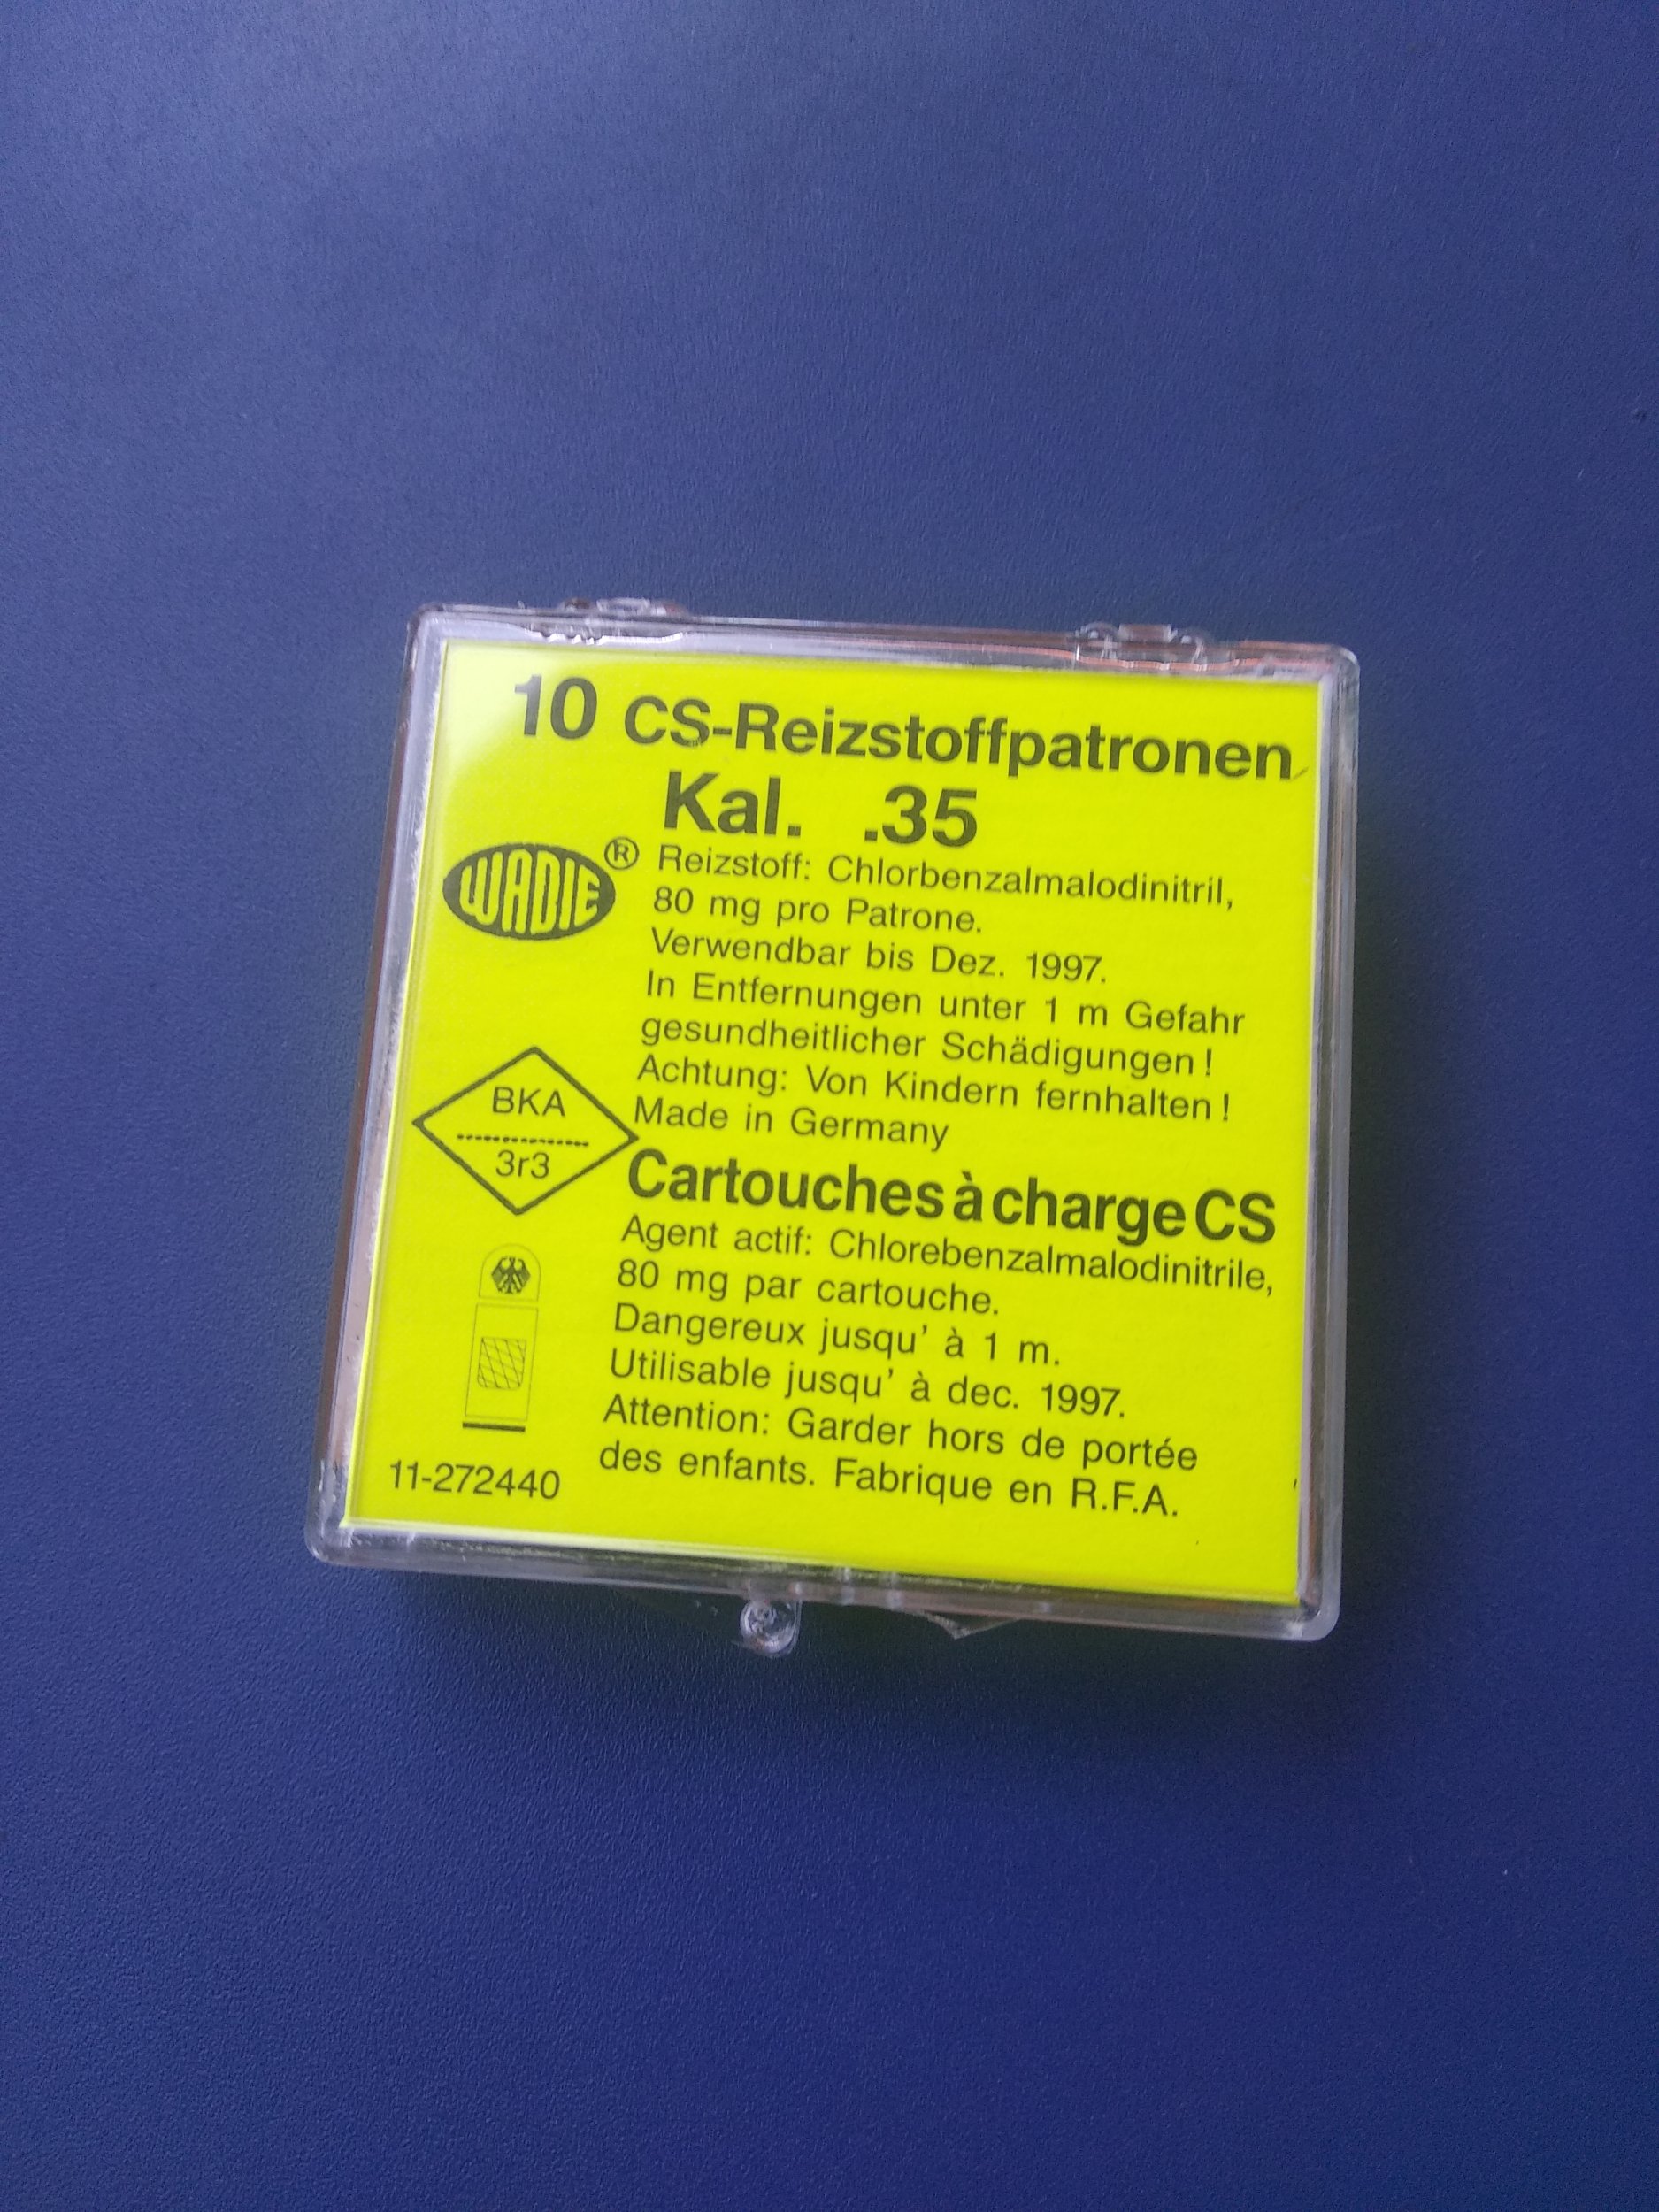 10 CS-Reizstoffpatronen
Kal. .35
WADIE ®
Reizstoff: Chlorbenzalmalodinitril,
80 mg pro Patrone.
Verwendbar bis Dez. 1997.
In Entfernungen unter 1 m Gefahr
gesundheitlicher Schädigungen!
Achtung: Von Kindern fernhalten!
Made in Germany
BKA
3r3
Cartouches à charge CS
Agent actif: Chlorebenzalmalodinitrile,
80 mg par cartouche.
Dangereux jusqu' à 1 m.
Utilisable jusqu' à dec. 1997.
Attention: Garder hors de portée
des enfants. Fabrique en R.F.A.
11-272440